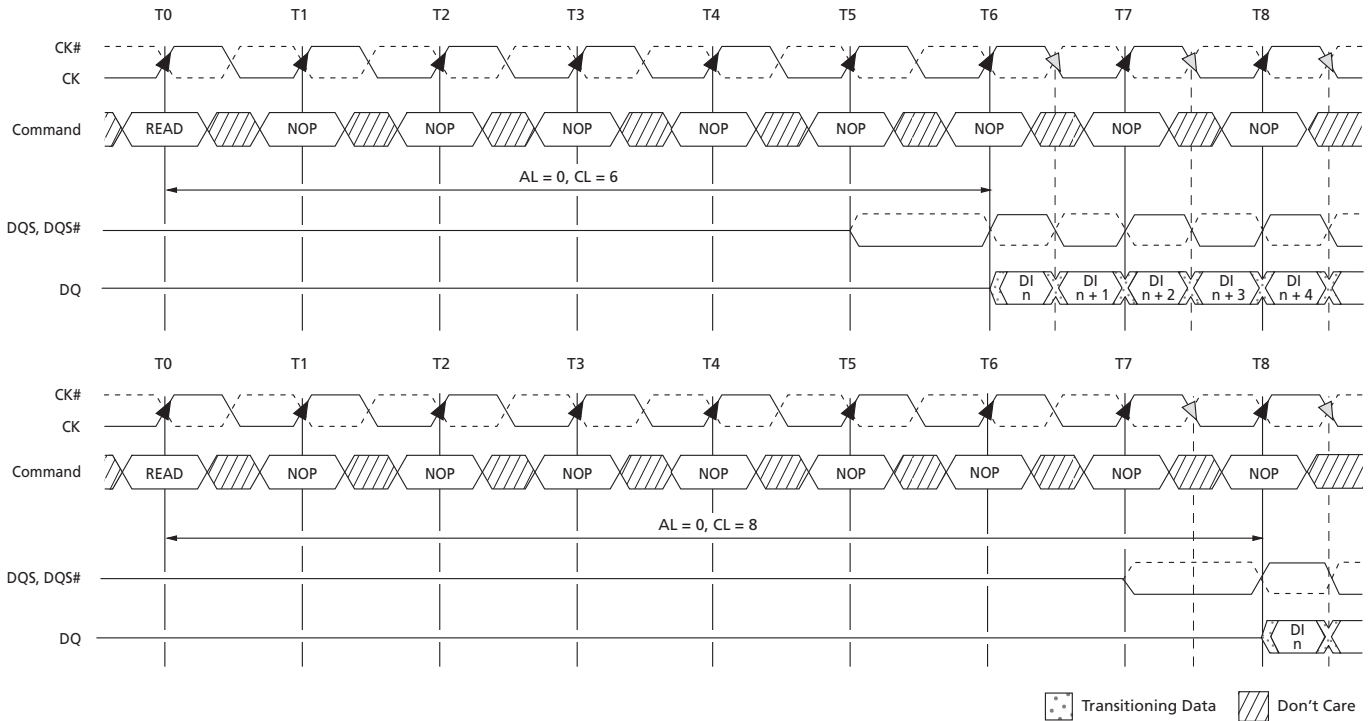 T0 T1 T2 T3 T4 T5 T6 T7 T8
CK#
CK
Command READ NOP NOP NOP NOP NOP NOP NOP NOP
AL = 0, CL = 6
DQS, DQS#
DQ DI n DI n + 1 DI n + 2 DI n + 3 DI n + 4
T0 T1 T2 T3 T4 T5 T6 T7 T8
CK#
CK
Command READ NOP NOP NOP NOP NOP NOP NOP NOP
AL = 0, CL = 8
DQS, DQS#
DQ DI n
Transitioning Data Don't Care